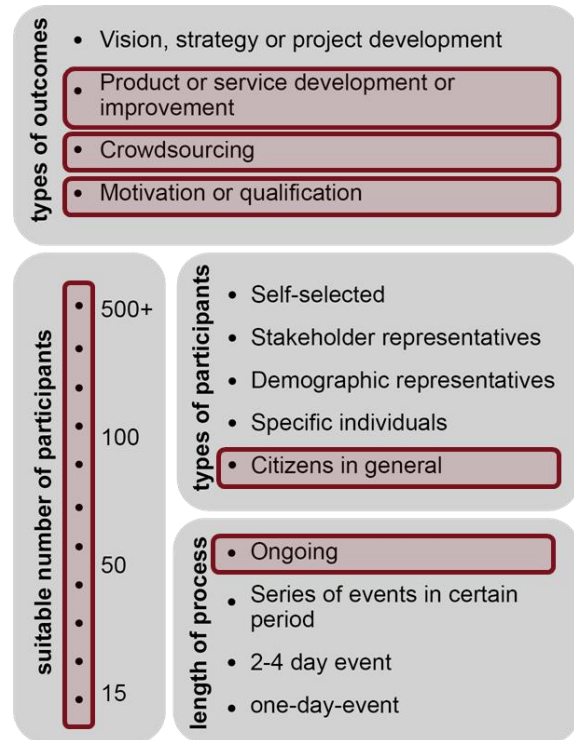 types of outcomes
• Vision, strategy or project development
• Product or service development or
improvement
• Crowdsourcing
• Motivation or qualification
suitable number of participants
500+
100
50
15
types of participants
• Self-selected
• Stakeholder representatives
• Demographic representatives
• Specific individuals
• Citizens in general
length of process
• Ongoing
• Series of events in certain
period
• 2-4 day event
• one-day-event